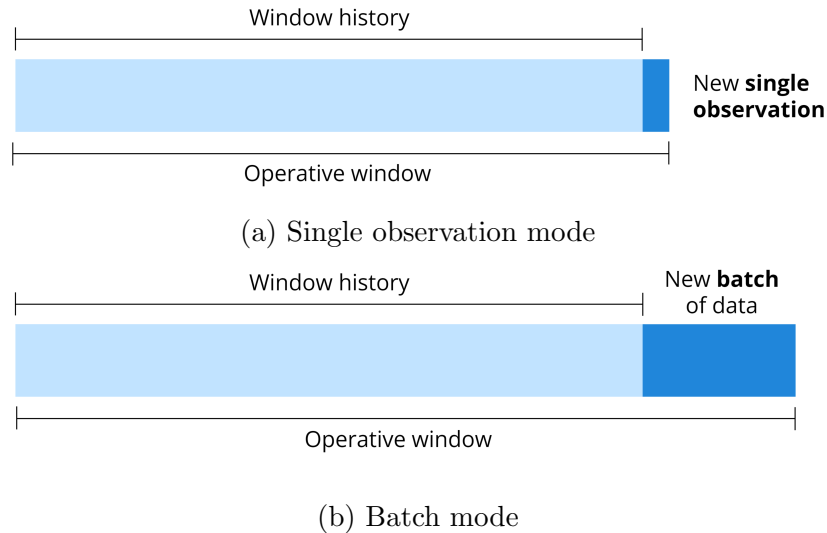 Window history
New single
observation
Operative window
(a) Single observation mode
Window history
New batch
of data
Operative window
(b) Batch mode